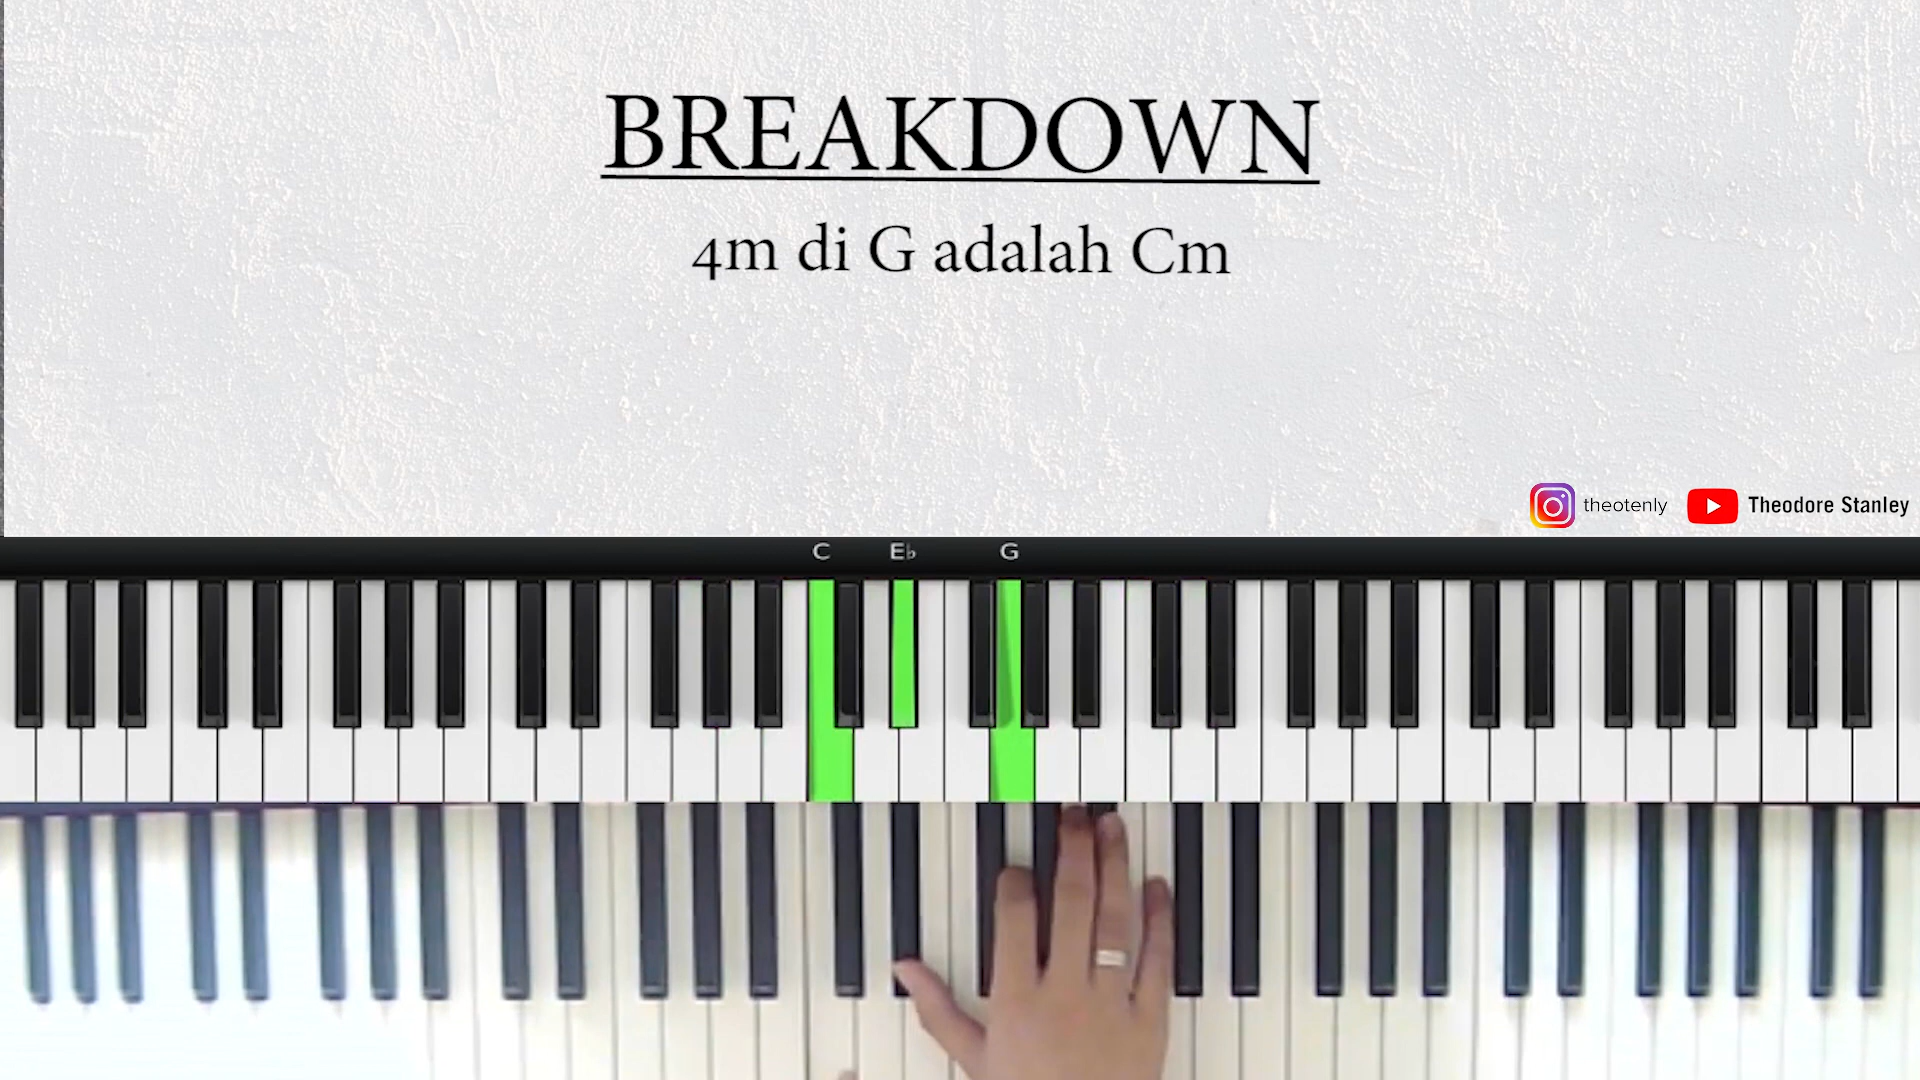 BREAKDOWN
4m di G adalah Cm
theotenly
Theodore Stanley
C E♭ G